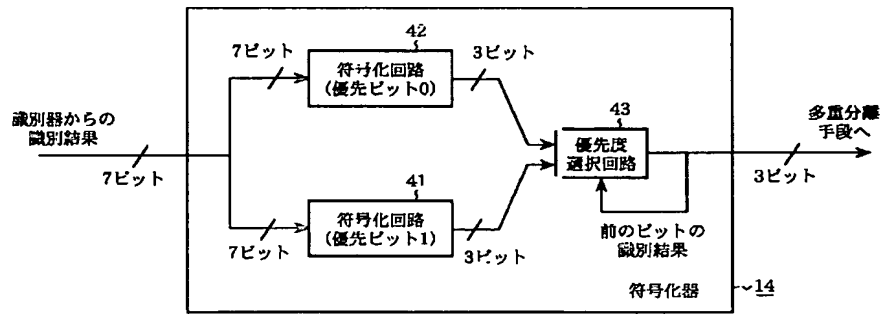 識別器からの
識別結果
7ビット
7ビット
42
符号化回路
(優先ビット0)
3ビット
7ビット
41
符号化回路
(優先ビット1)
3ビット
43
優先度
選択回路
前のビットの
識別結果
多重分離
手段へ
3ビット
符号化器
14